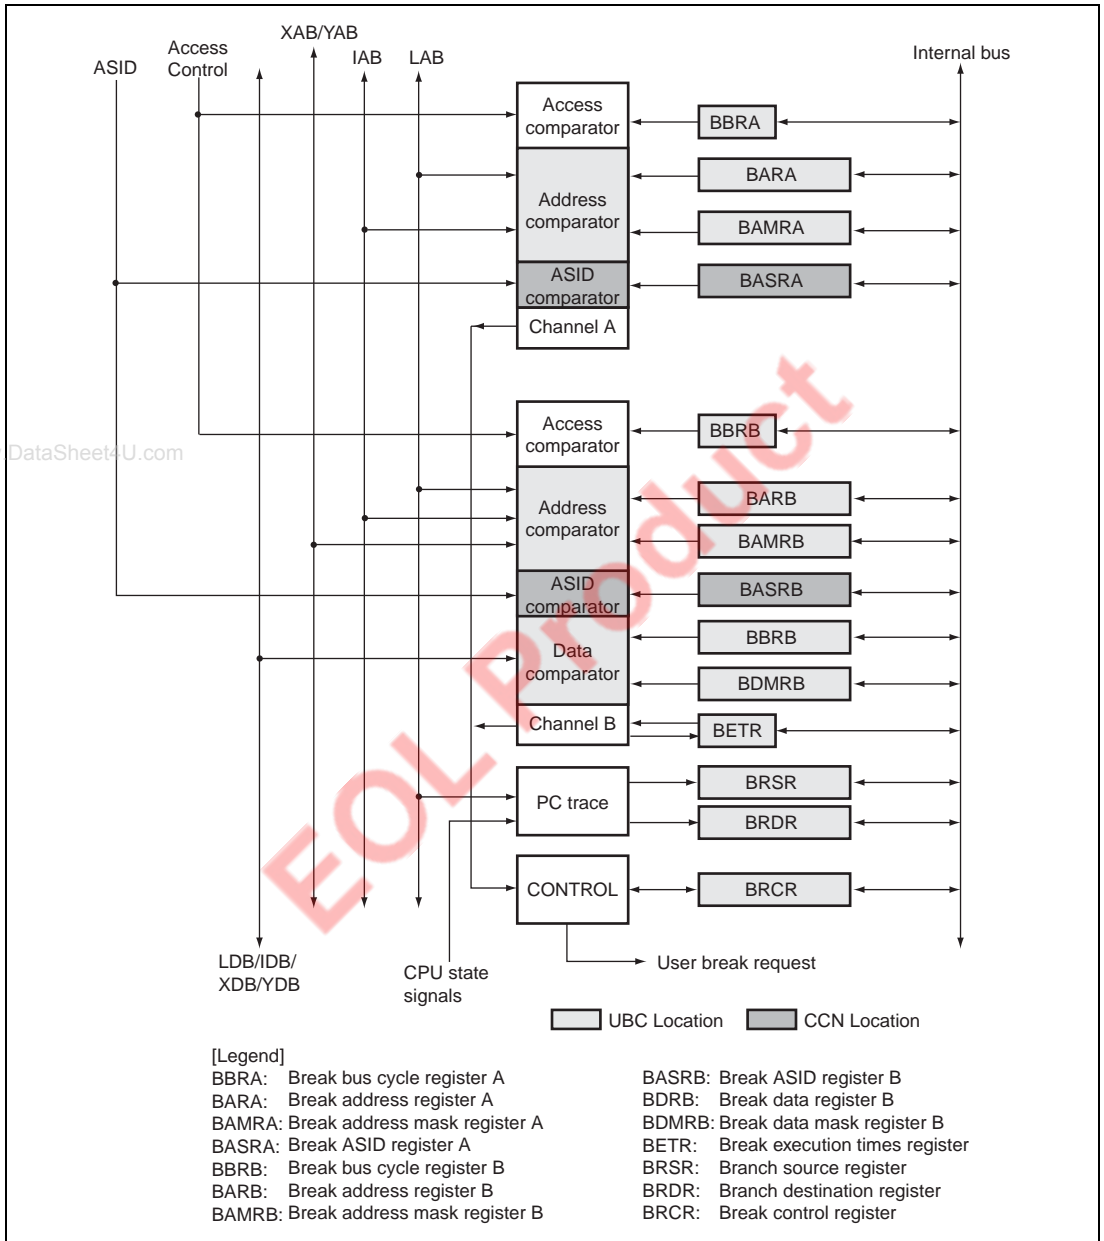 XAB/YAB
Access
Control
ASID
IAB
LAB
Internal bus
Access
comparator
BBRA
BARA
Address
comparator
BAMRA
ASID
comparator
BASRA
Channel A
Access
comparator
BBRB
.DataSheet4U.com
BARB
Address
comparator
BAMRB
ASID
comparator
BASRB
BBRB
Data
comparator
BDMRB
Channel B
BETR
BRSR
PC trace
BRDR
CONTROL
BRCR
EOL Product
LDB/IDB/
XDB/YDB
CPU state
signals
User break request
UBC Location
CCN Location
[Legend]
BBRA: Break bus cycle register A
BARA: Break address register A
BAMRA: Break address mask register A
BASRA: Break ASID register A
BBRB: Break bus cycle register B
BARB: Break address register B
BAMRB: Break address mask register B
BASRB: Break ASID register B
BDRB: Break data register B
BDMRB: Break data mask register B
BETR: Break execution times register
BRSR: Branch source register
BRDR: Branch destination register
BRCR: Break control register